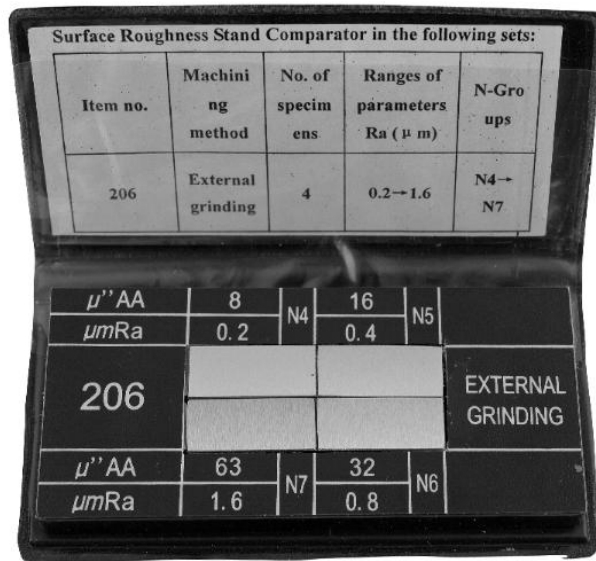 Surface Roughness Stand Comparator in the following sets:
Item no.
Machini
ng
method
No. of
specim
ens
Ranges of
parameters
Ra ( μ m)
N-Gro
ups
206
External
grinding
4
0.2→1.6
N4→
N7
μ''AA 8 N4 16 N5
μmRa 0.2 0.4
206
EXTERNAL
GRINDING
μ''AA 63 N7 32 N6
μmRa 1.6 0.8